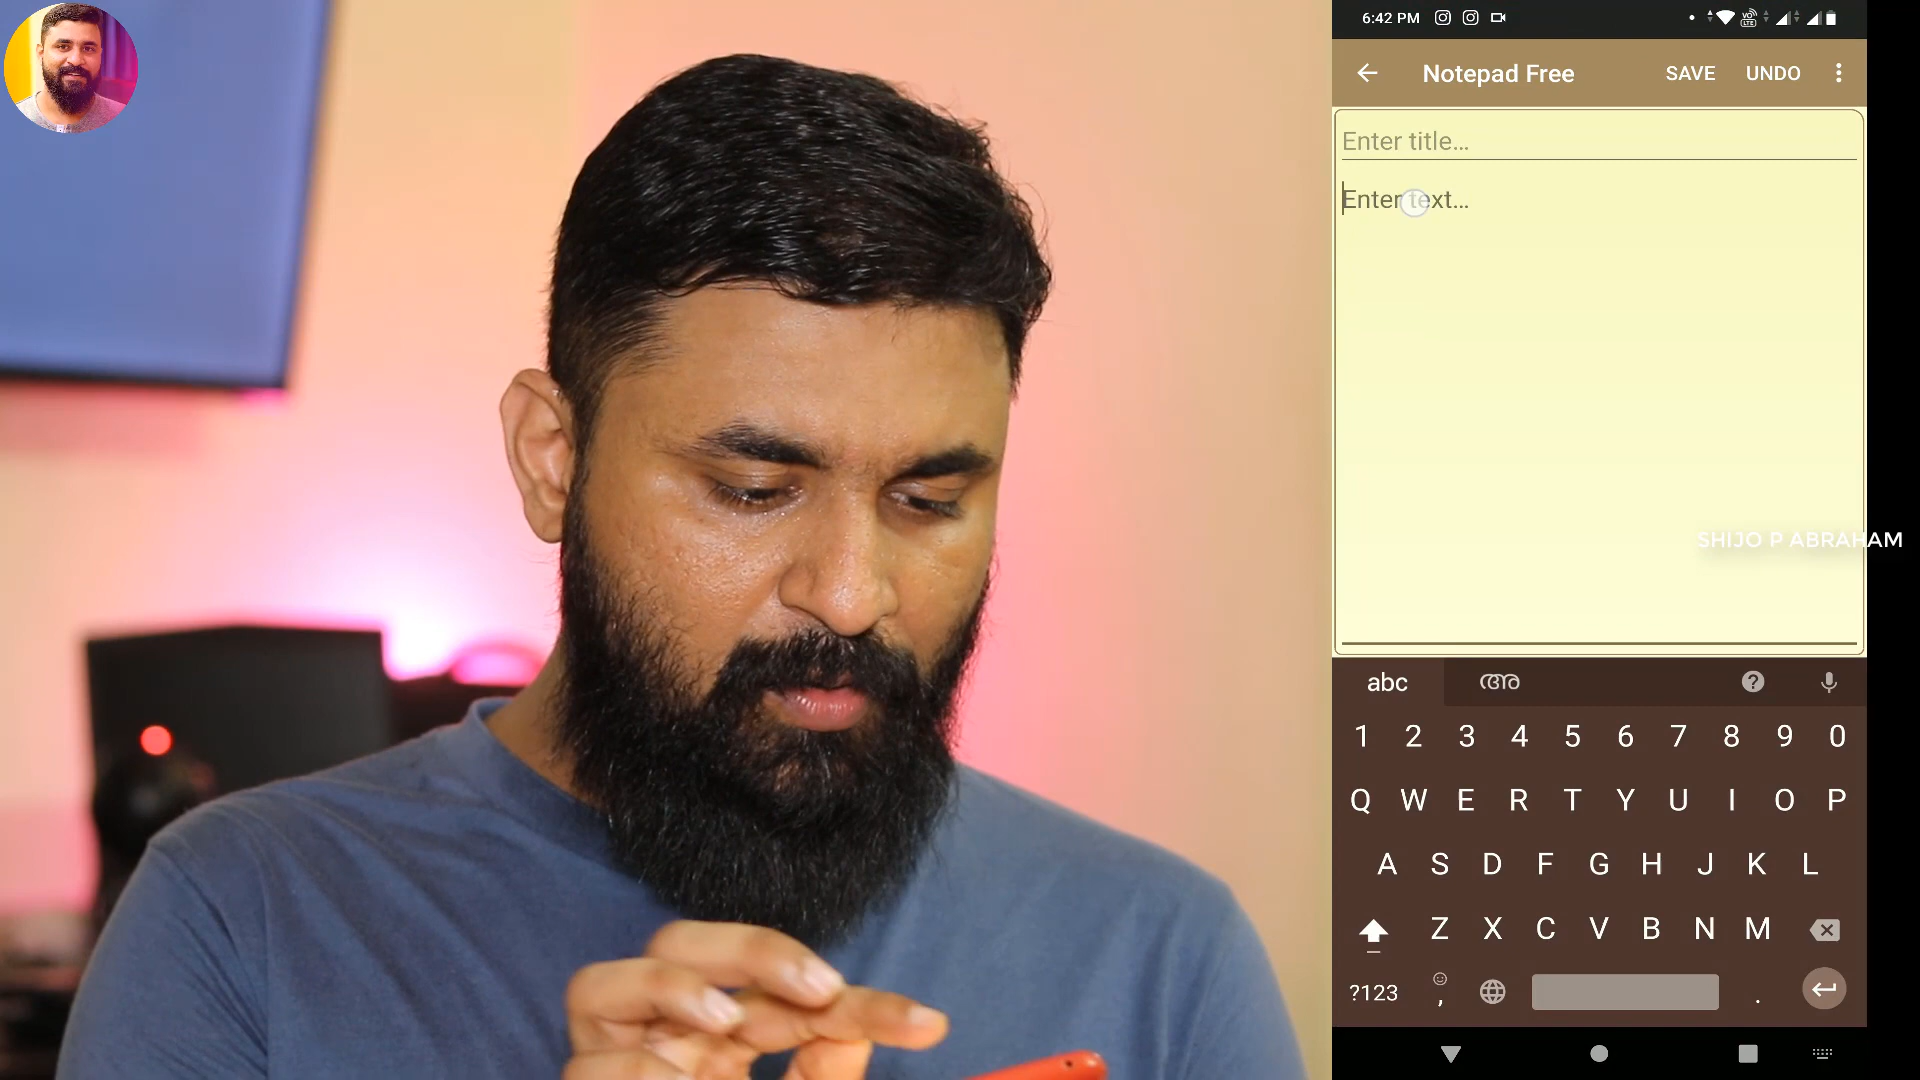 6:42 PM
Notepad Free SAVE UNDO
Enter title...
Enter text...
SHIJO P ABRAHAM
abc അ
1 2 3 4 5 6 7 8 9 0
Q W E R T Y U I O P
A S D F G H J K L
Z X C V B N M
?123 , .